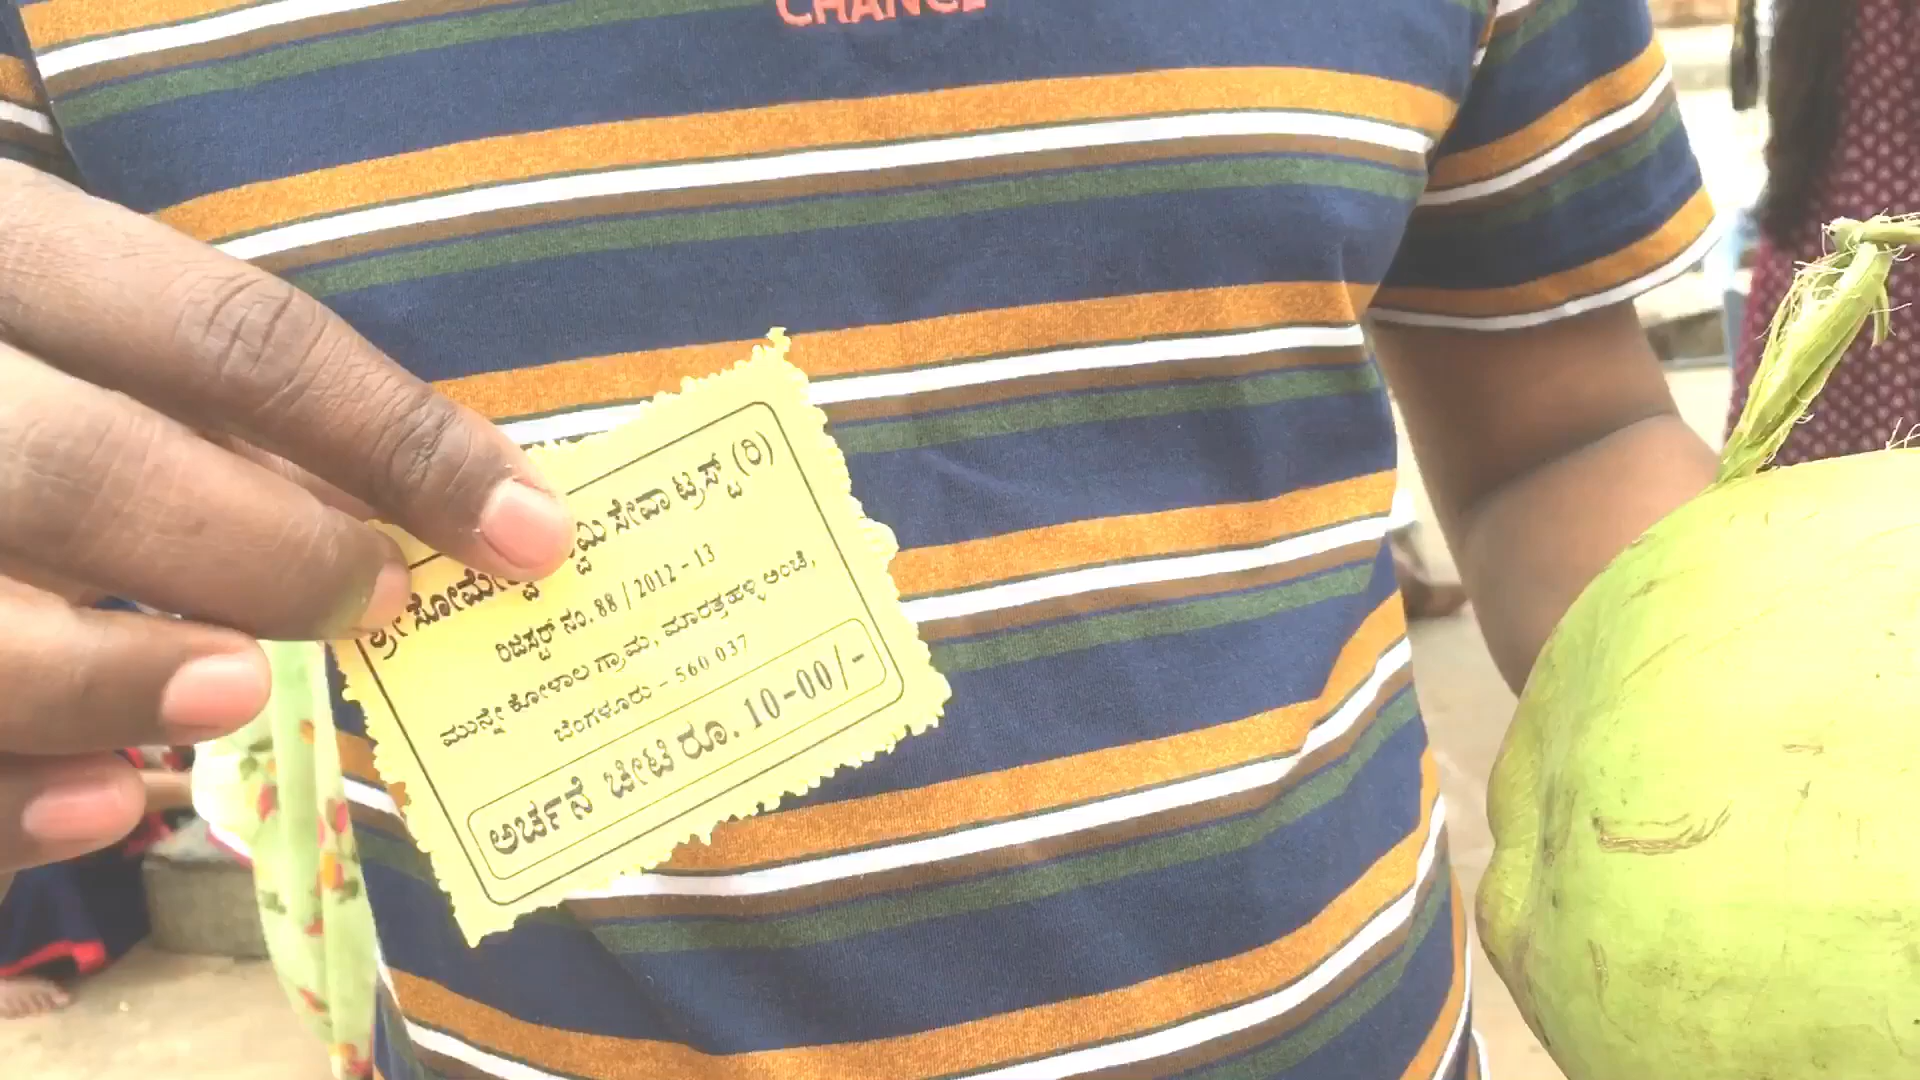 CHANCE
ಶ್ರೀ ಸೋಮೇಶ್ವ ಸೇವಾ ಟ್ರಸ್ಟ್ (ರಿ)
ರಿಜಿಸ್ಟರ್ ನಂ. 88 / 2012 - 13
ಮುನ್ನೇಕೋಳಾಲ ಗ್ರಾಮ, ಮಾರತ್ತಹಳ್ಳಿ ಅಂಚೆ,
ಬೆಂಗಳೂರು - 560 037
ಅರ್ಚನೆ ಚೀಟಿ ರೂ. 10-00/-